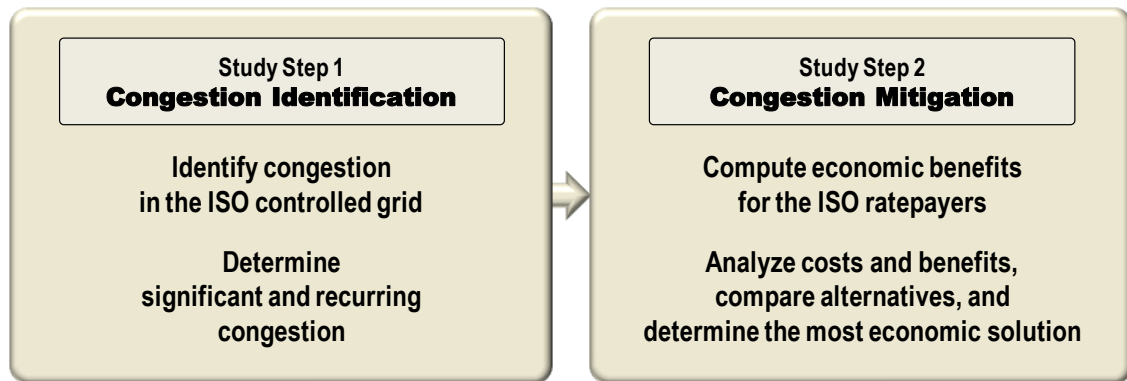 Study Step 1
Congestion Identification
Identify congestion
in the ISO controlled grid
Determine
significant and recurring
congestion
Study Step 2
Congestion Mitigation
Compute economic benefits
for the ISO ratepayers
Analyze costs and benefits,
compare alternatives, and
determine the most economic solution